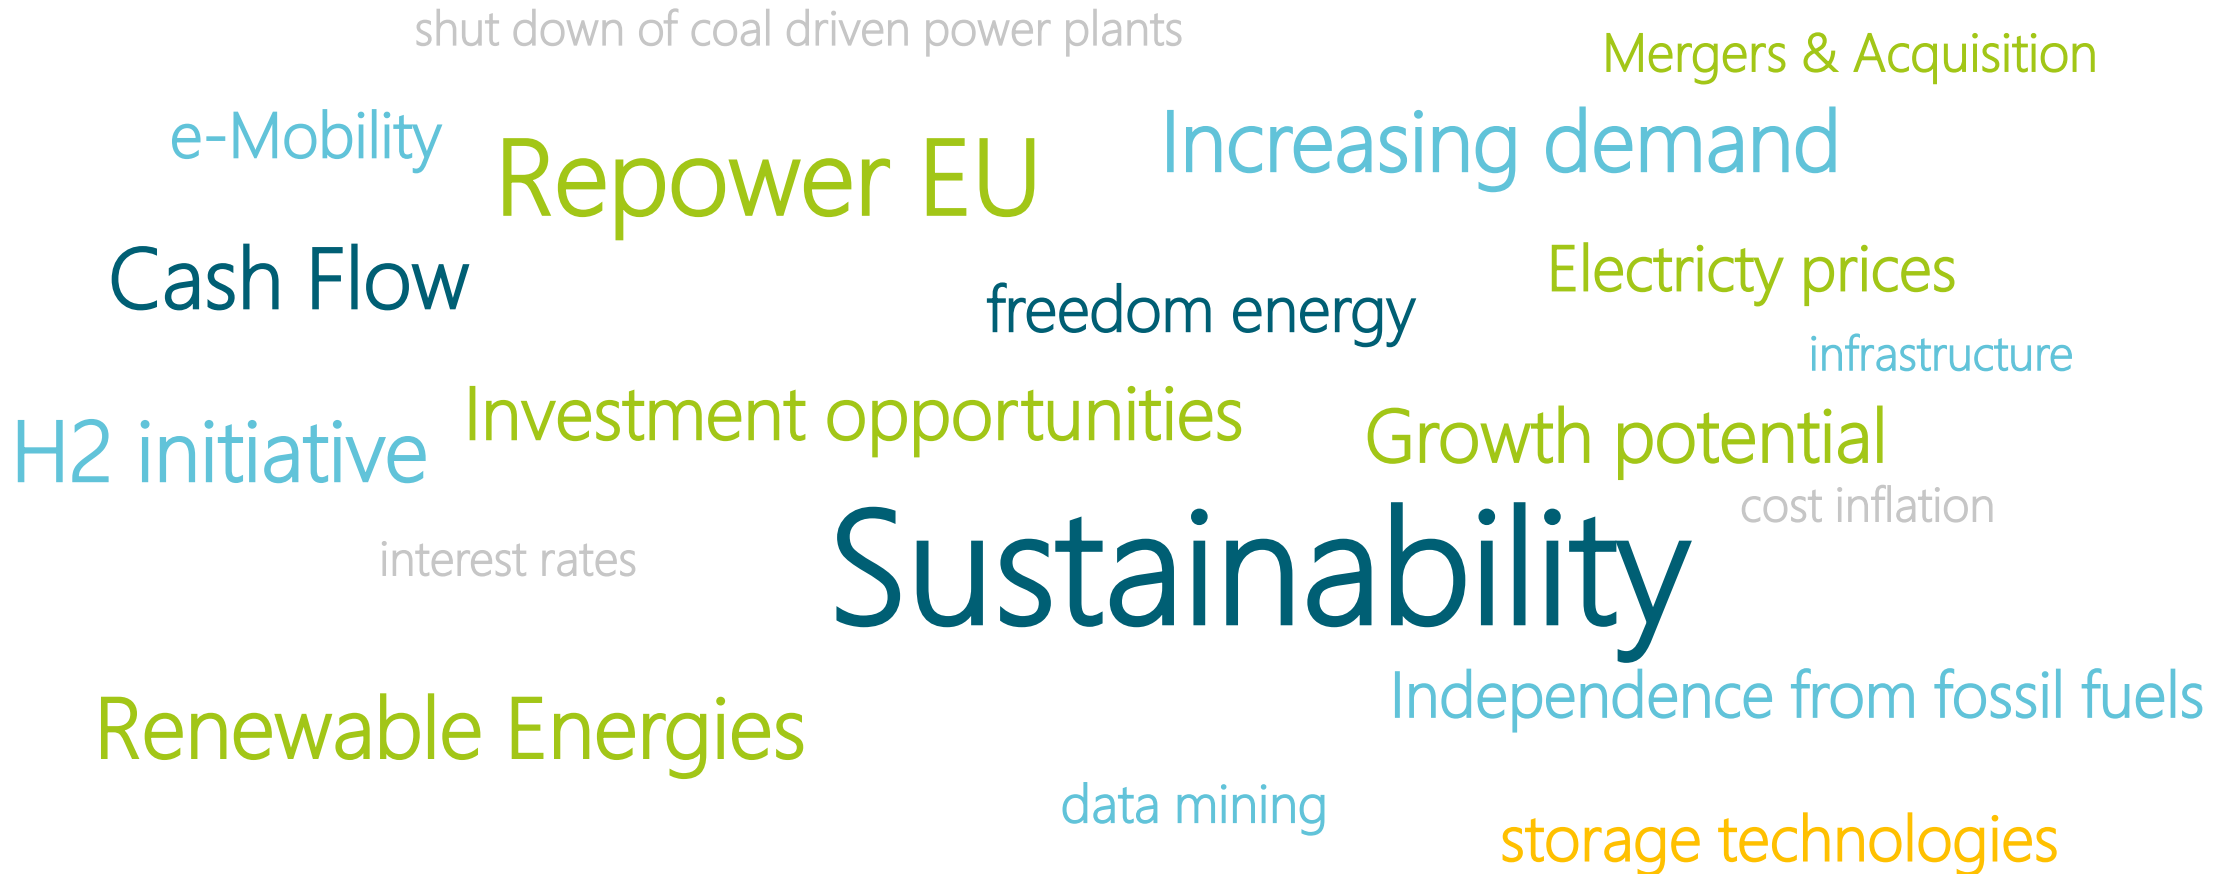 shut down of coal driven power plants
Mergers & Acquisition
e-Mobility
Repower EU
Increasing demand
Cash Flow
freedom energy
Electricty prices
infrastructure
H2 initiative
Investment opportunities
Growth potential
cost inflation
interest rates
Sustainability
Renewable Energies
Independence from fossil fuels
data mining
storage technologies